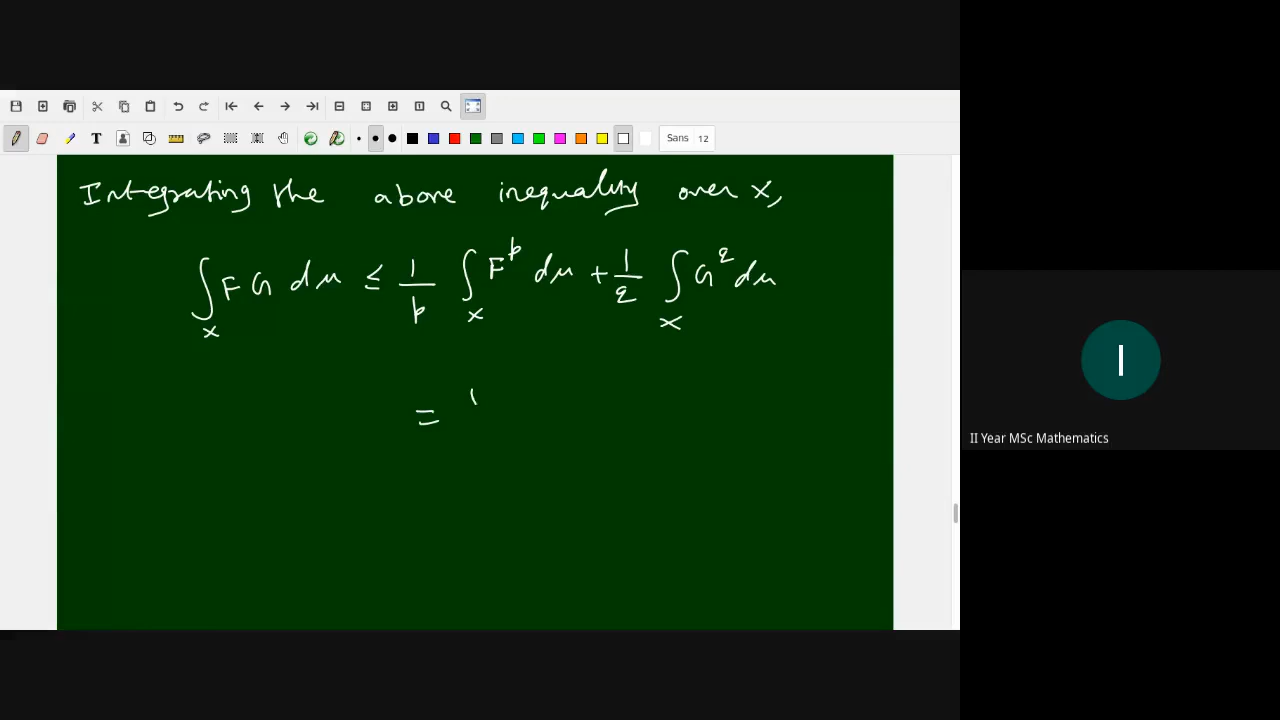 Sans 12
Integrating the above inequality over X,
∫_X F G dμ ≤ 1/p ∫_X F^p dμ + 1/q ∫_X G^q dμ
=
II Year MSc Mathematics
I